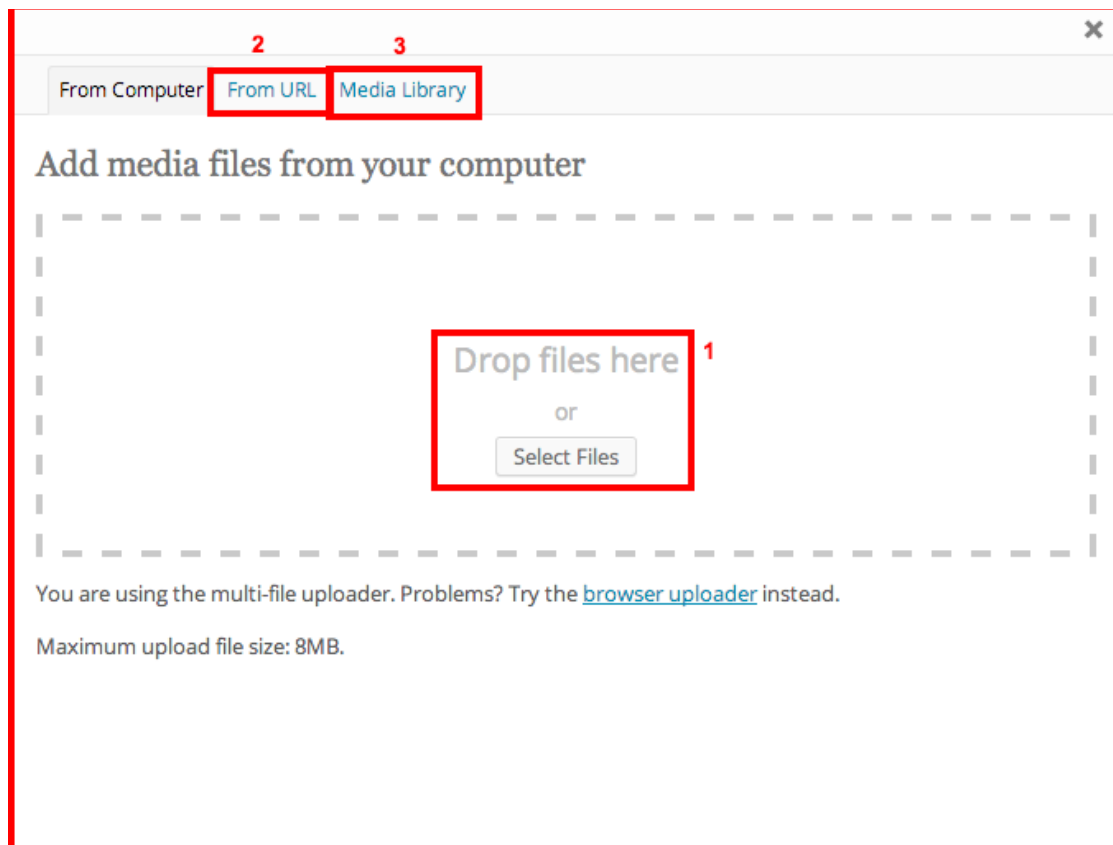 2 3
From Computer From URL Media Library
Add media files from your computer
Drop files here 1
or
Select Files
You are using the multi-file uploader. Problems? Try the browser uploader instead.
Maximum upload file size: 8MB.